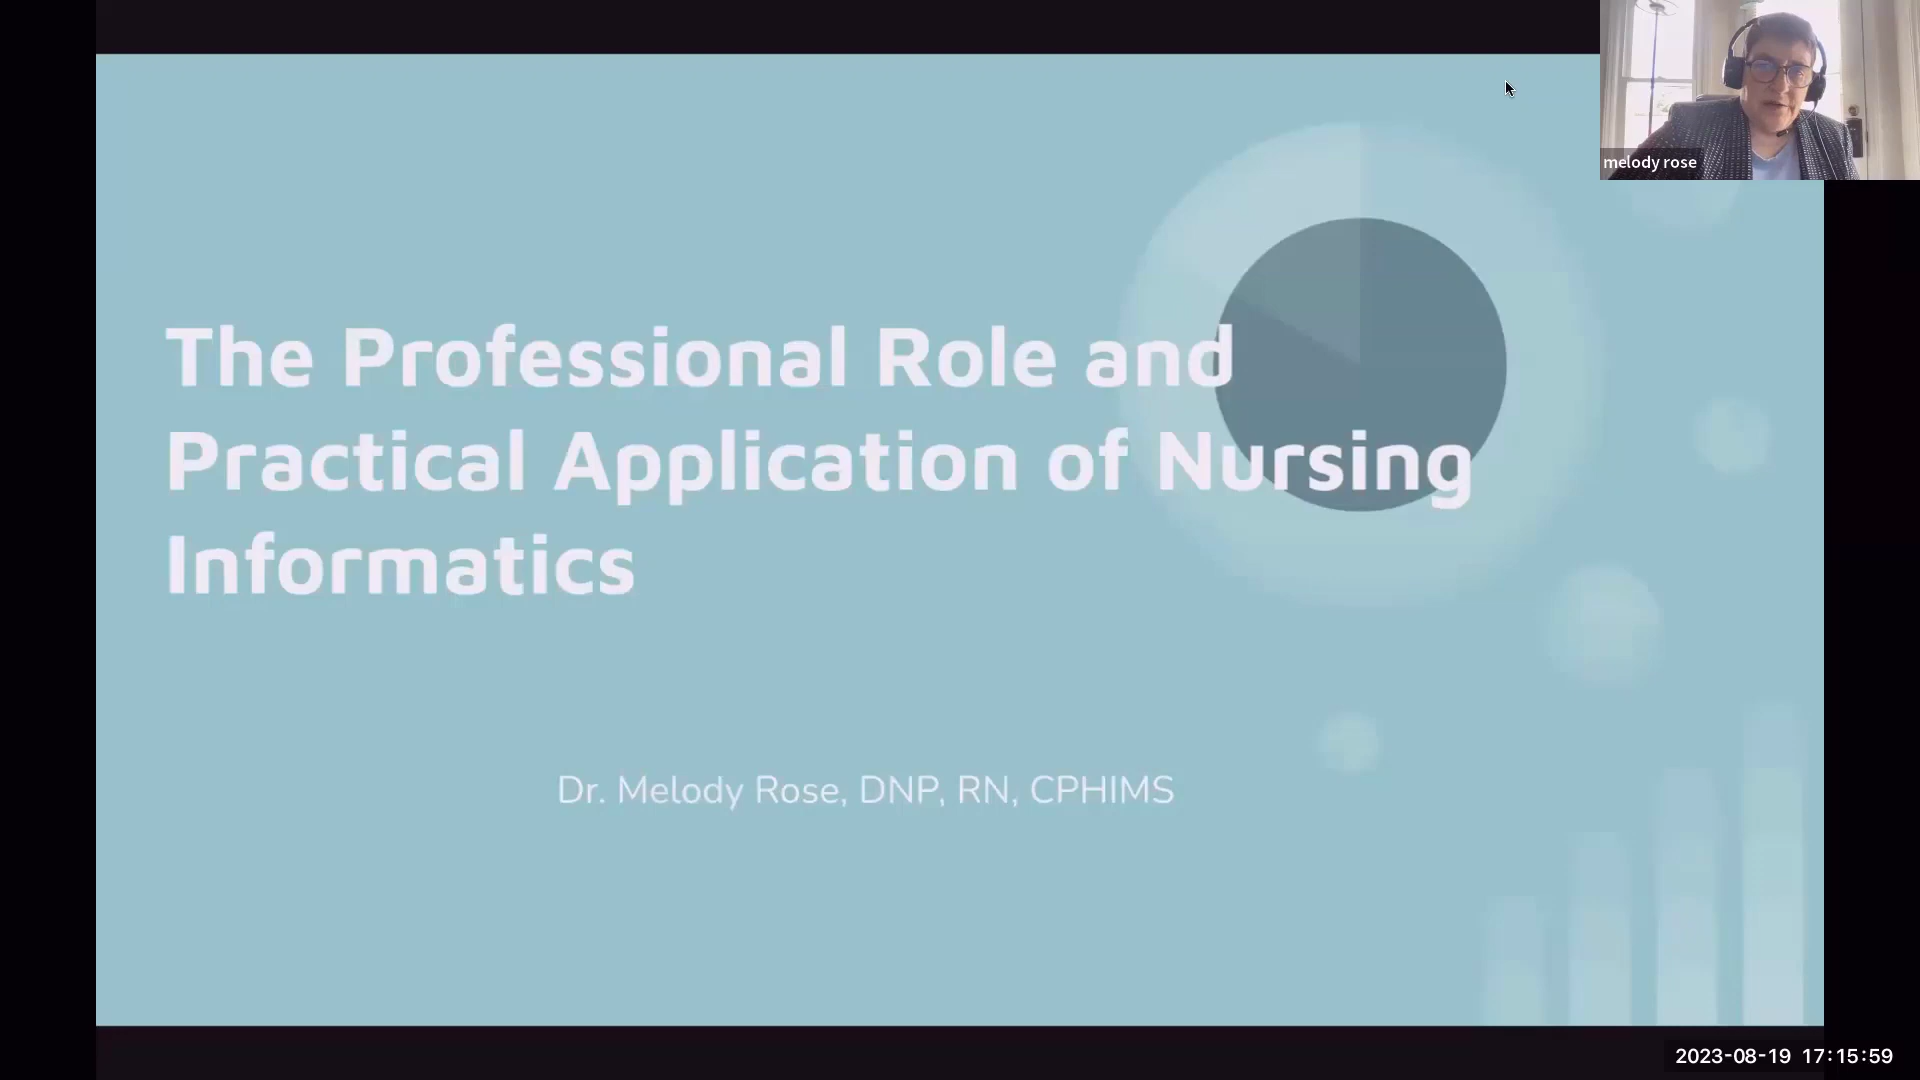 melody rose
The Professional Role and
Practical Application of Nursing
Informatics
Dr. Melody Rose, DNP, RN, CPHIMS
2023-08-19 17:15:59